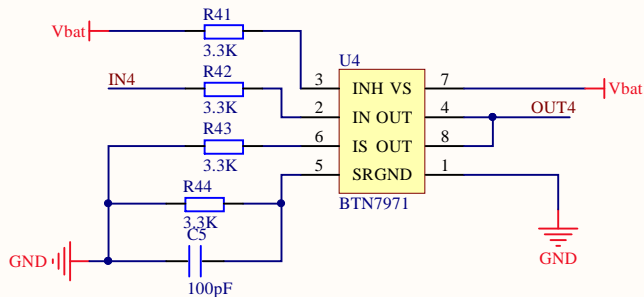 R41
Vbat
3.3K
U4
R42
IN4
3
INH VS
7
3.3K
Vbat
R43
2
IN OUT
4
OUT4
3.3K
6
IS OUT
8
R44
5
SRGND
1
3.3K
BTN7971
C5
GND
GND
100pF